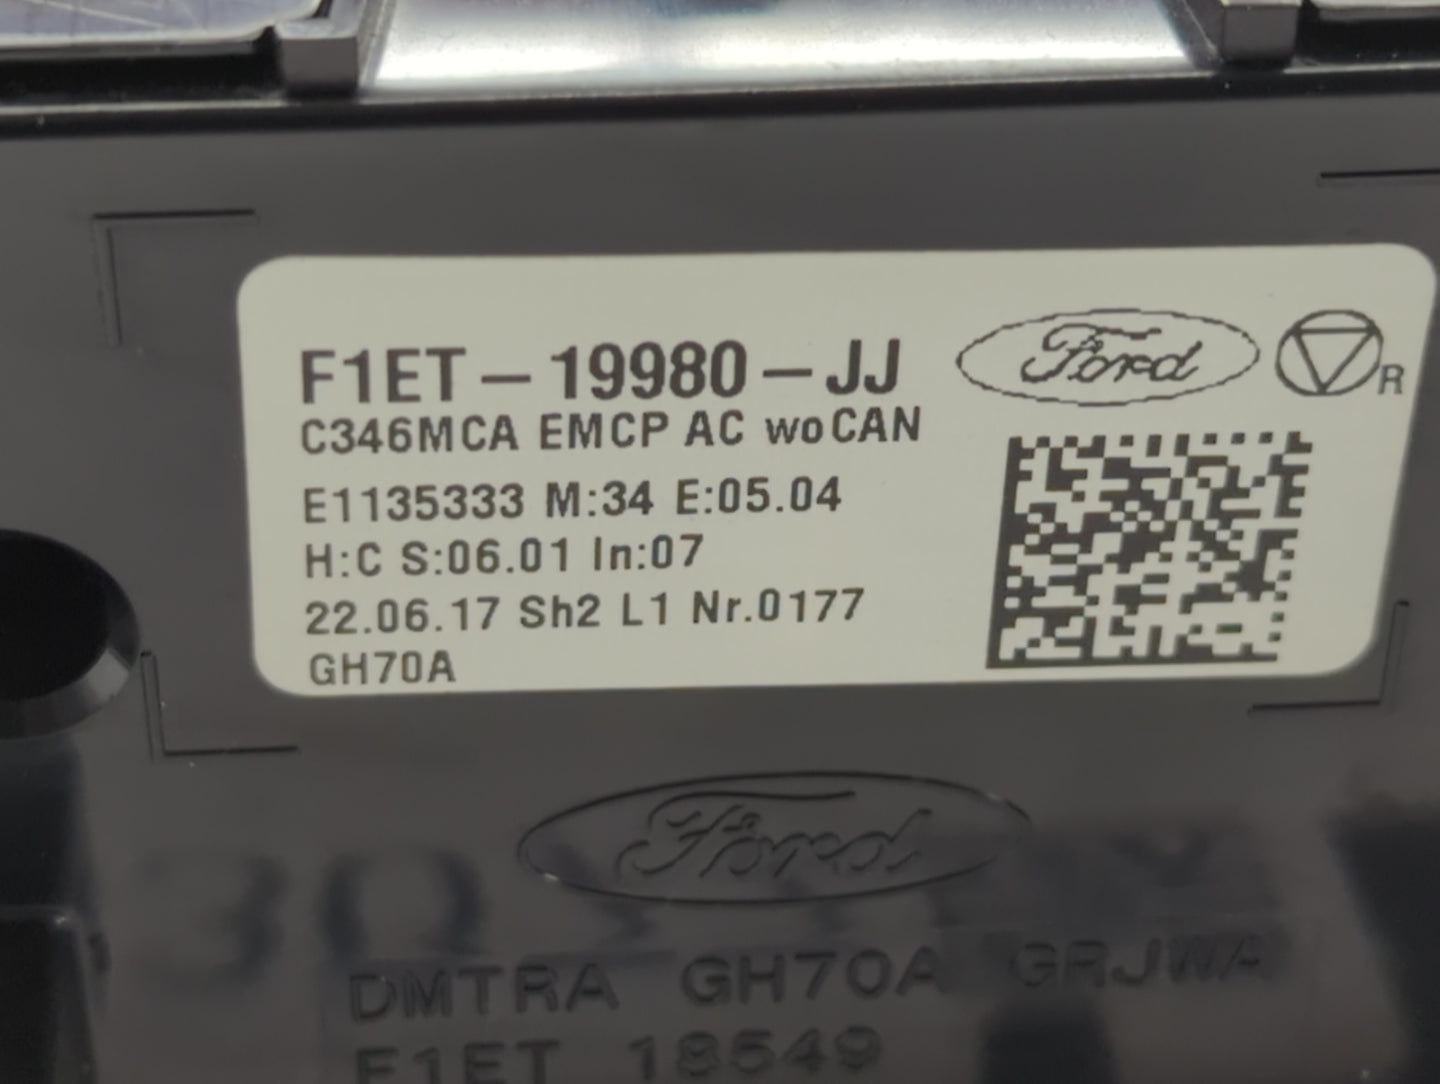 F1ET – 19980 – JJ
Ford
R
C346MCA EMCP AC woCAN
E1135333 M:34 E:05.04
H:C S:06.01 In:07
22.06.17 Sh2 L1 Nr.0177
GH70A
Ford
DMTRA GH70A GRJWA
F1ET 18549